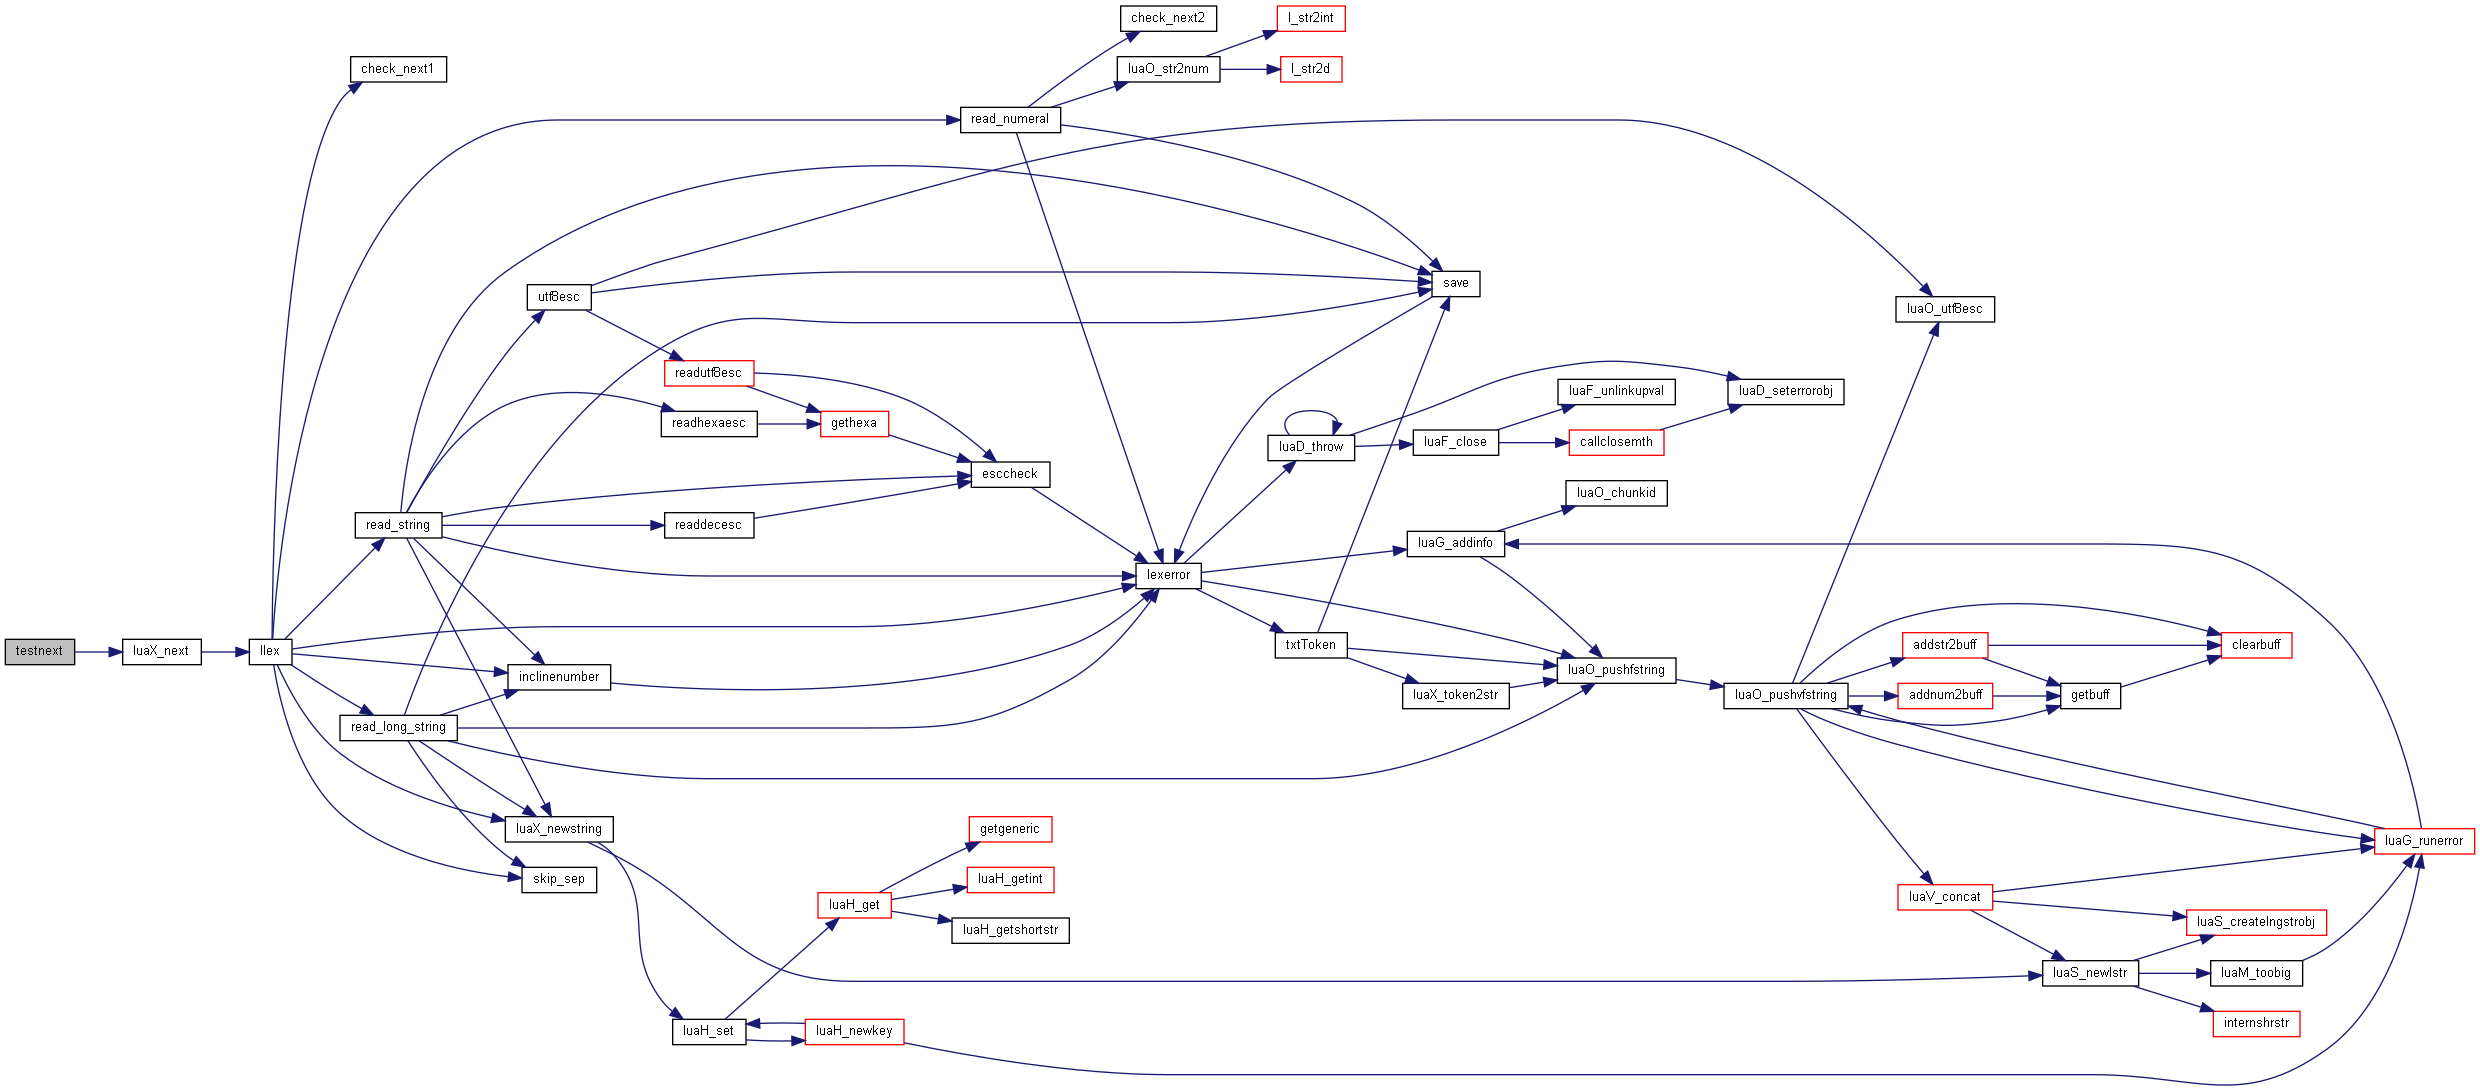 check_next2
l_str2int
check_next1
luaO_str2num
l_str2d
read_numeral
utf8esc
save
luaO_utf8esc
readutf8esc
luaF_unlinkupval
luaD_seterrorobj
readhexaesc
gethexa
luaD_throw
luaF_close
callclosemth
esccheck
luaO_chunkid
read_string
readdecesc
luaG_addinfo
lexerror
testnext
luaX_next
llex
txtToken
addstr2buff
clearbuff
inclinenumber
luaO_pushfstring
luaX_token2str
luaO_pushvfstring
addnum2buff
getbuff
read_long_string
luaX_newstring
getgeneric
luaG_runerror
skip_sep
luaH_getint
luaH_get
luaV_concat
luaH_getshortstr
luaS_createlngstrobj
luaS_newlstr
luaM_toobig
luaH_set
luaH_newkey
internshrstr